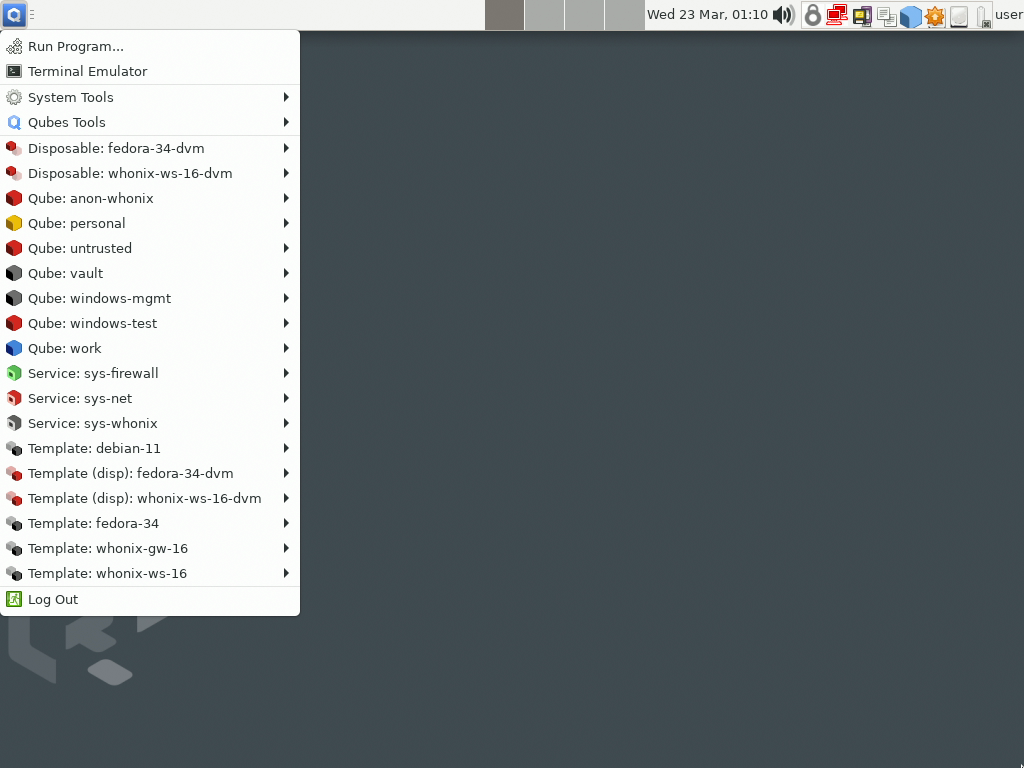 Wed 23 Mar, 01:10
user
Run Program...
Terminal Emulator
System Tools
Qubes Tools
Disposable: fedora-34-dvm
Disposable: whonix-ws-16-dvm
Qube: anon-whonix
Qube: personal
Qube: untrusted
Qube: vault
Qube: windows-mgmt
Qube: windows-test
Qube: work
Service: sys-firewall
Service: sys-net
Service: sys-whonix
Template: debian-11
Template (disp): fedora-34-dvm
Template (disp): whonix-ws-16-dvm
Template: fedora-34
Template: whonix-gw-16
Template: whonix-ws-16
Log Out